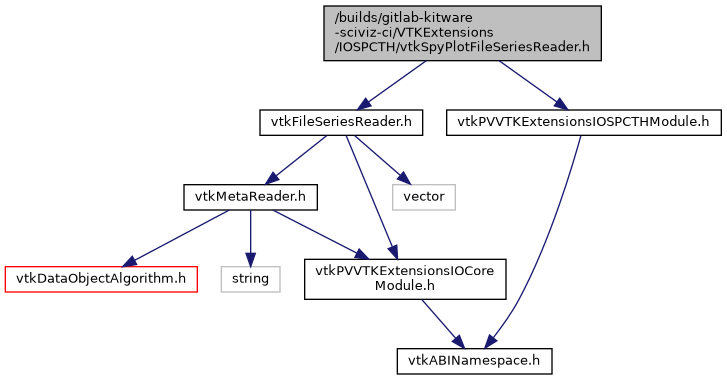 /builds/gitlab-kitware
-sciviz-ci/VTKExtensions
/IOSPCTH/vtkSpyPlotFileSeriesReader.h
vtkFileSeriesReader.h
vtkPVVTKExtensionsIOSPCTHModule.h
vtkMetaReader.h
vector
vtkDataObjectAlgorithm.h
string
vtkPVVTKExtensionsIOCore
Module.h
vtkABINamespace.h